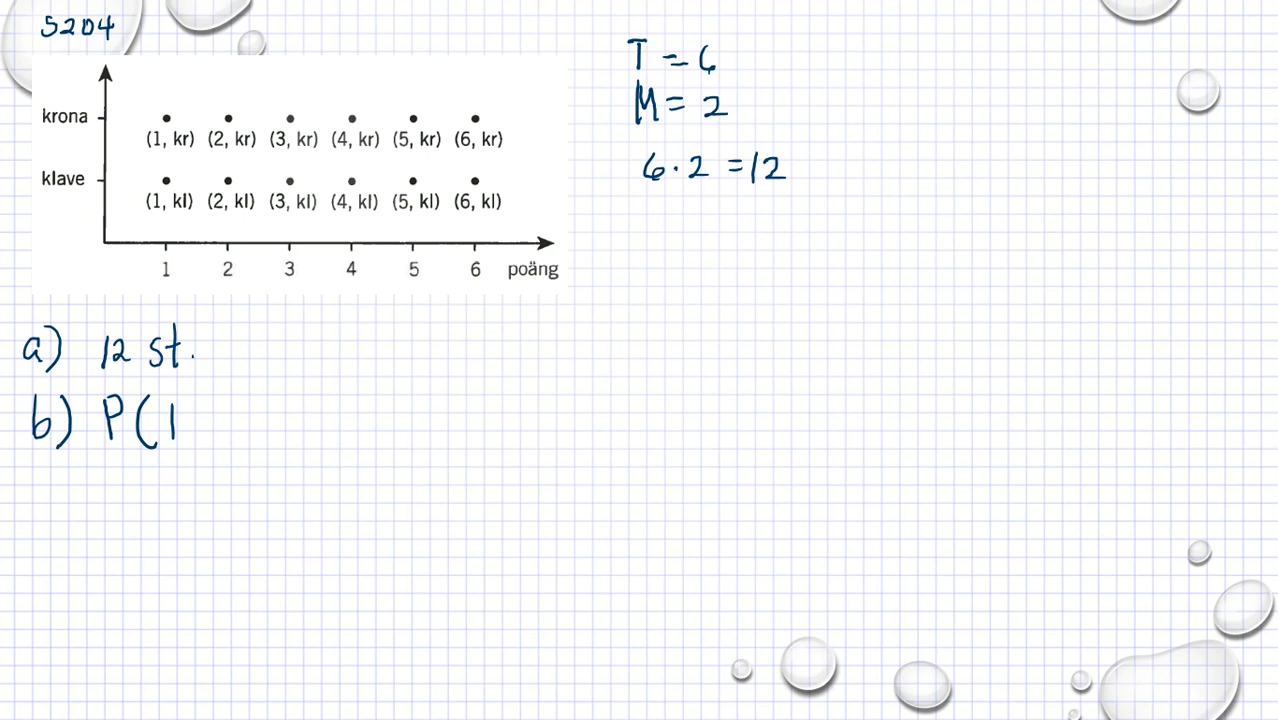 5204
krona
(1, kr) (2, kr) (3, kr) (4, kr) (5, kr) (6, kr)
klave
(1, kl) (2, kl) (3, kl) (4, kl) (5, kl) (6, kl)
1 2 3 4 5 6 poäng
T = 6
M = 2
6 · 2 = 12
a) 12 st.
b) P( 1